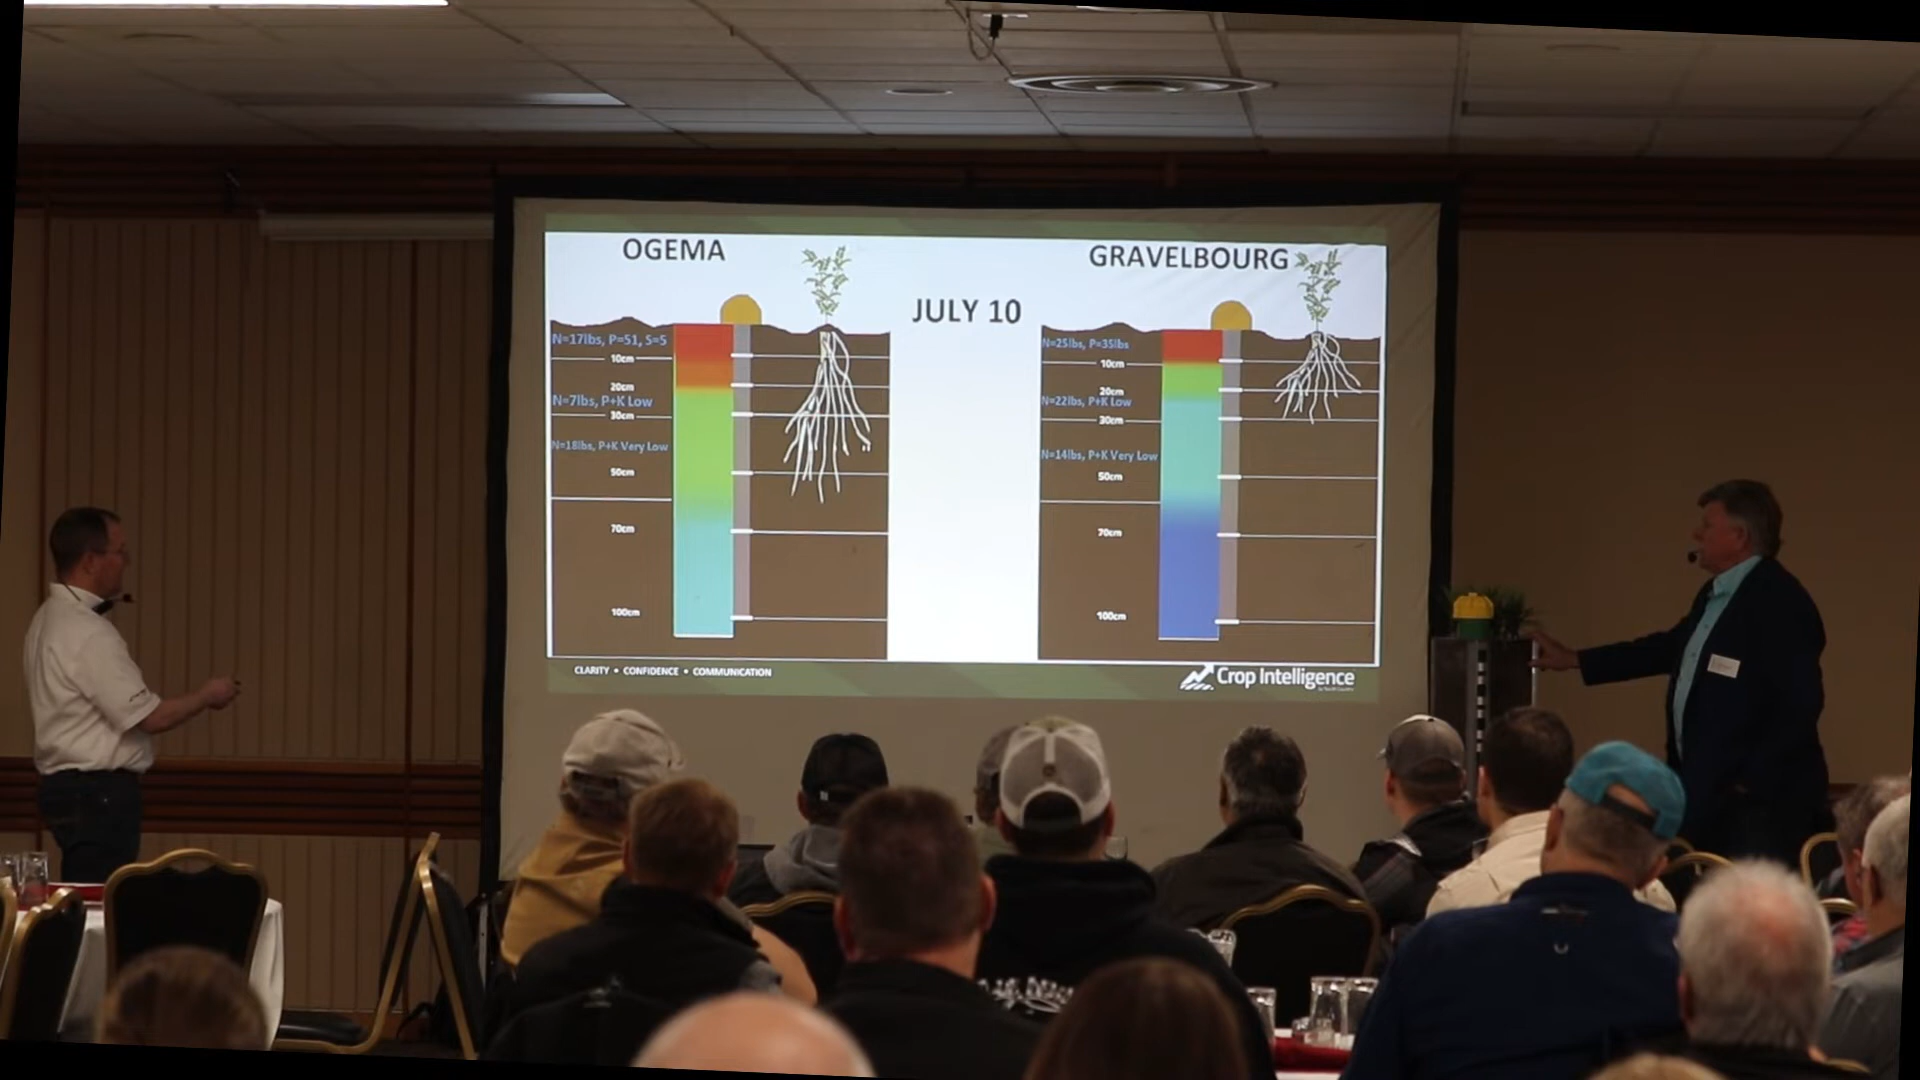 OGEMA
GRAVELBOURG
JULY 10
N=17lbs, P=51, S=5
10cm
20cm
N=7lbs, P+K Low
30cm
N=18lbs, P+K Very Low
50cm
70cm
100cm
N=25lbs, P=35lbs
10cm
20cm
N=22lbs, P+K Low
30cm
N=14lbs, P+K Very Low
50cm
70cm
100cm
CLARITY • CONFIDENCE • COMMUNICATION
Crop Intelligence